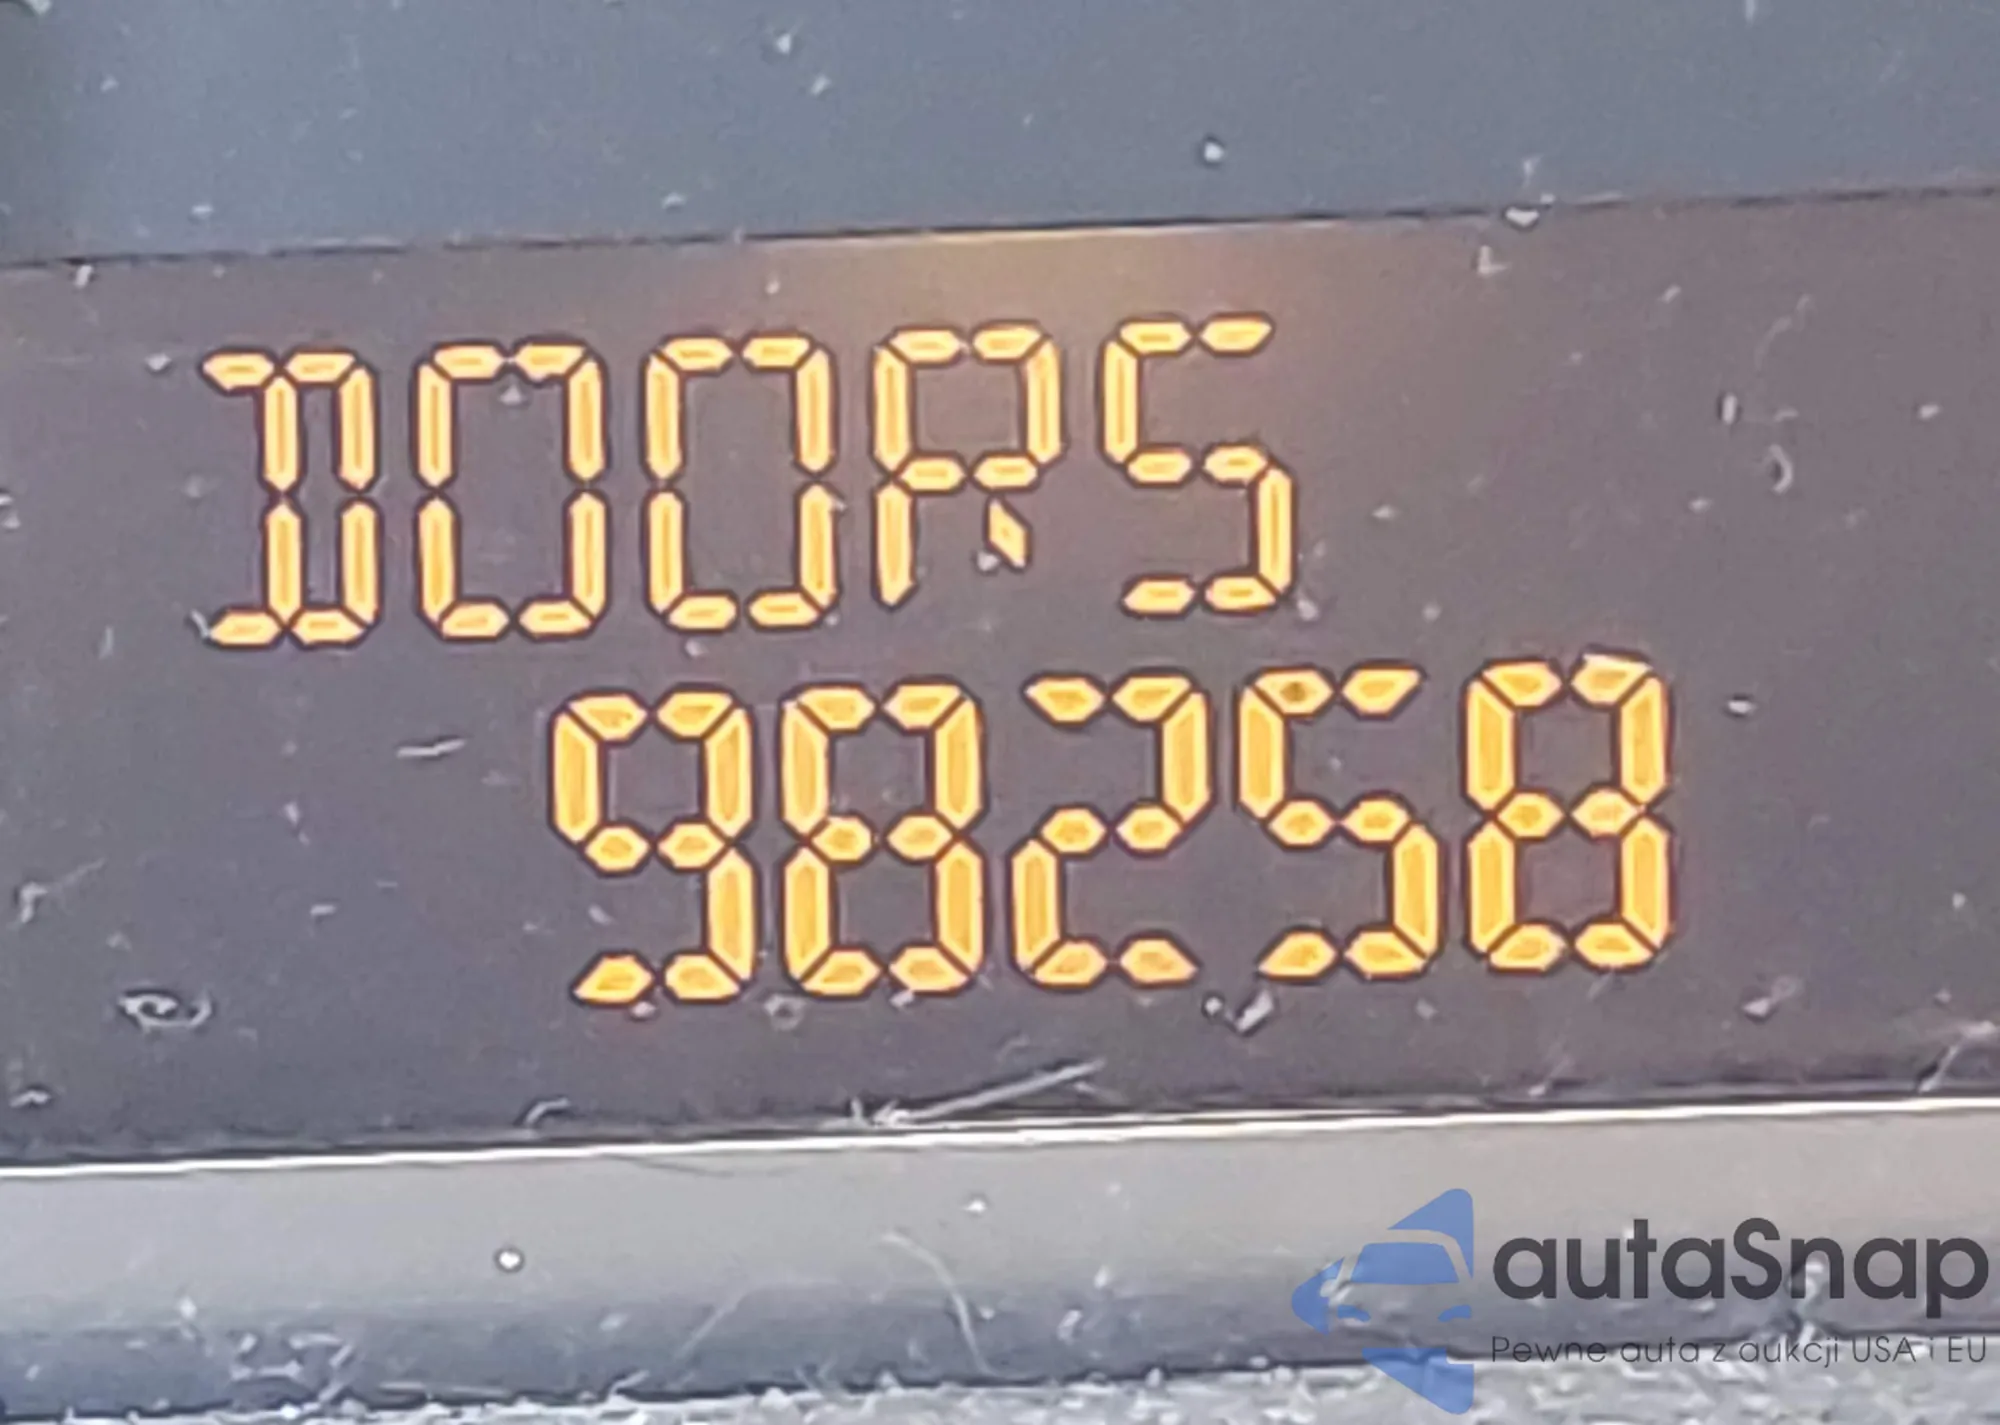 DOORS
98258
autaSnap
Pewne auta z aukcji USA i EU